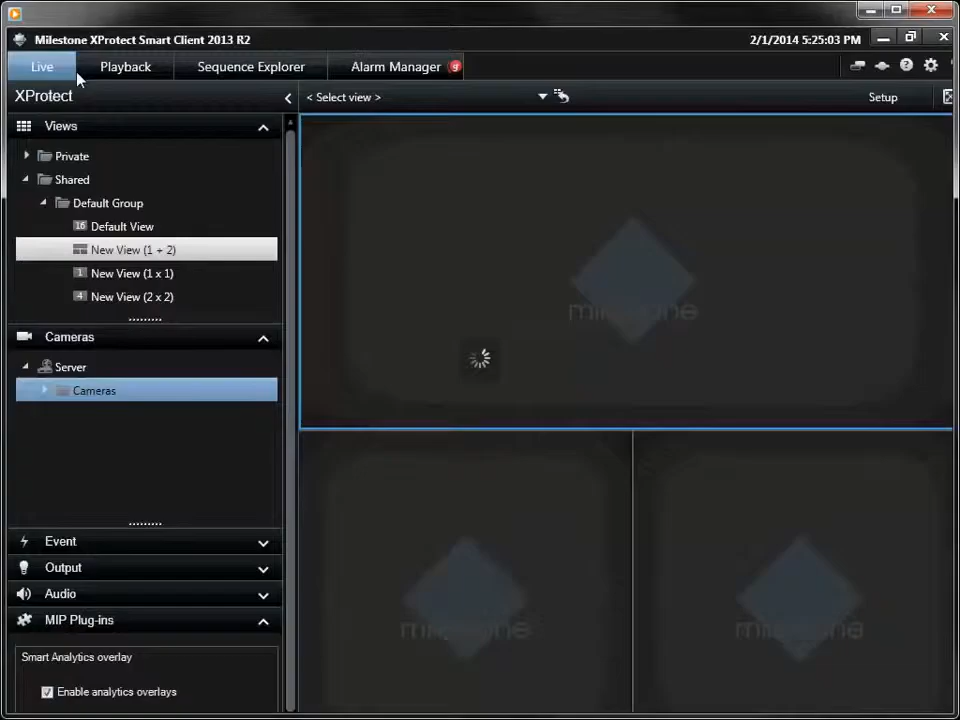 Milestone XProtect Smart Client 2013 R2
2/1/2014 5:25:03 PM
Live
Playback
Sequence Explorer
Alarm Manager
XProtect
< Select view >
Setup
Views
Private
Shared
Default Group
16 Default View
New View (1 + 2)
1 New View (1 x 1)
4 New View (2 x 2)
milestone
Cameras
Server
Cameras
Event
Output
Audio
MIP Plug-ins
milestone
milestone
Smart Analytics overlay
Enable analytics overlays